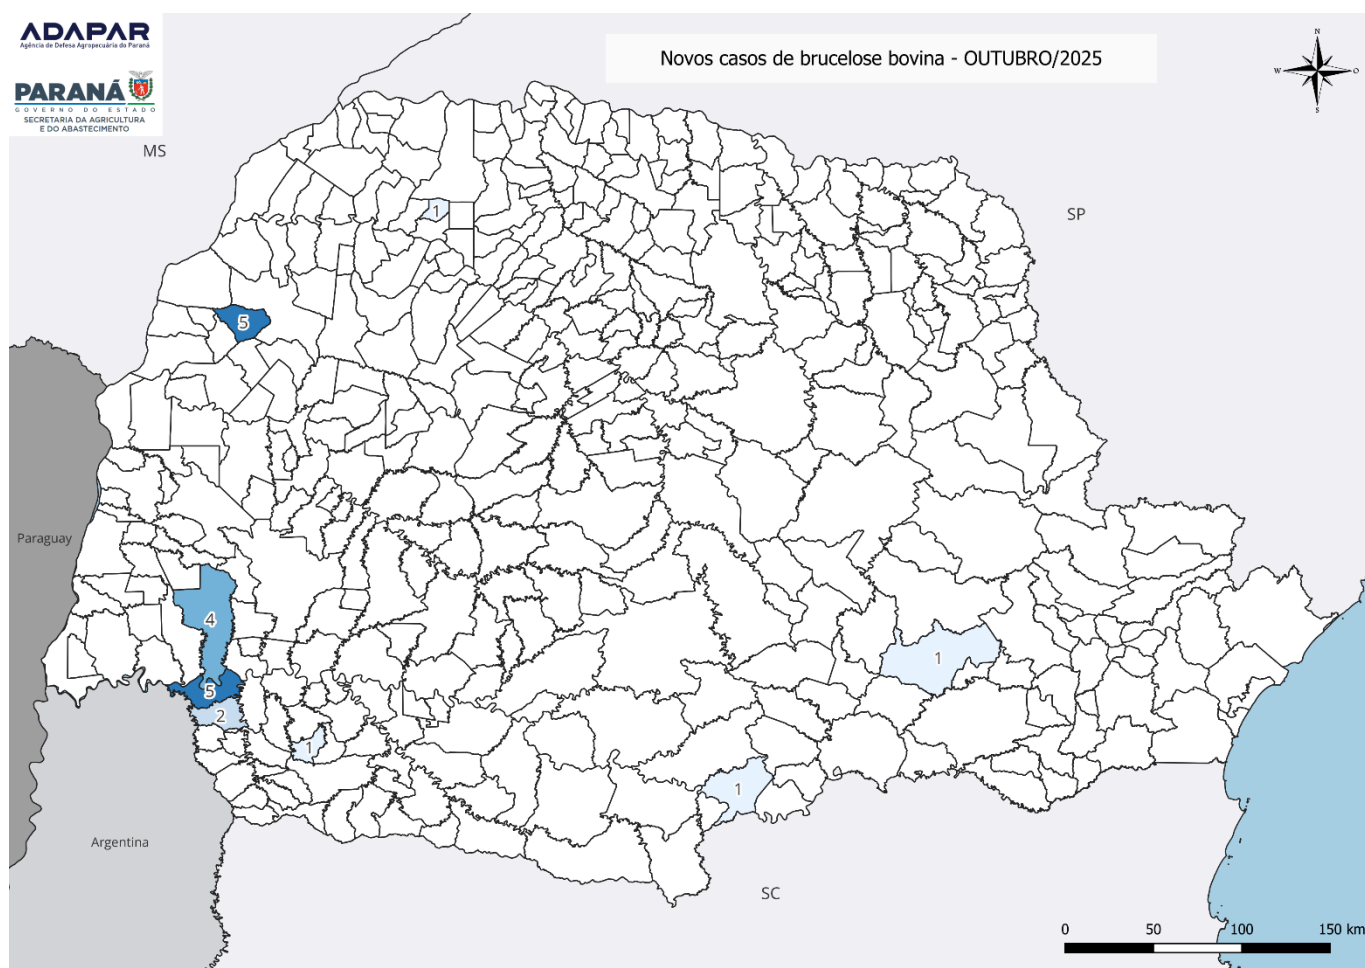 ADAPAR
Agência de Defesa Agropecuária do Paraná
PARANÁ
GOVERNO DO ESTADO
SECRETARIA DA AGRICULTURA
E DO ABASTECIMENTO
Novos casos de brucelose bovina - OUTUBRO/2025
N
W
O
S
MS
SP
1
5
Paraguay
4
5
2
1
1
1
Argentina
SC
0 50 100 150 km